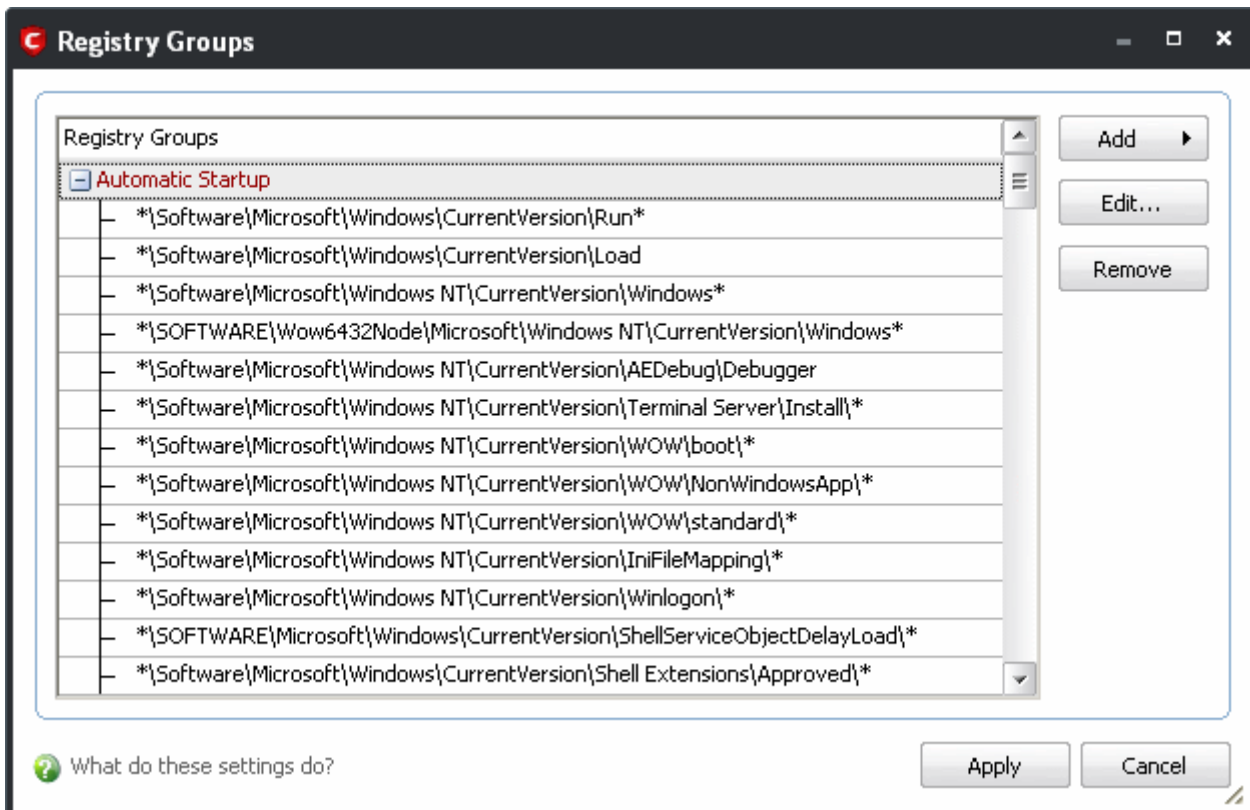 Registry Groups
Registry Groups
Automatic Startup
*\Software\Microsoft\Windows\CurrentVersion\Run*
*\Software\Microsoft\Windows\CurrentVersion\Load
*\Software\Microsoft\Windows NT\CurrentVersion\Windows*
*\SOFTWARE\Wow6432Node\Microsoft\Windows NT\CurrentVersion\Windows*
*\Software\Microsoft\Windows NT\CurrentVersion\AEDebug\Debugger
*\Software\Microsoft\Windows NT\CurrentVersion\Terminal Server\Install\*
*\Software\Microsoft\Windows NT\CurrentVersion\WOW\boot\*
*\Software\Microsoft\Windows NT\CurrentVersion\WOW\NonWindowsApp\*
*\Software\Microsoft\Windows NT\CurrentVersion\WOW\standard\*
*\Software\Microsoft\Windows NT\CurrentVersion\IniFileMapping\*
*\Software\Microsoft\Windows NT\CurrentVersion\Winlogon\*
*\SOFTWARE\Microsoft\Windows\CurrentVersion\ShellServiceObjectDelayLoad\*
*\Software\Microsoft\Windows\CurrentVersion\Shell Extensions\Approved\*
Add
Edit...
Remove
What do these settings do?
Apply
Cancel